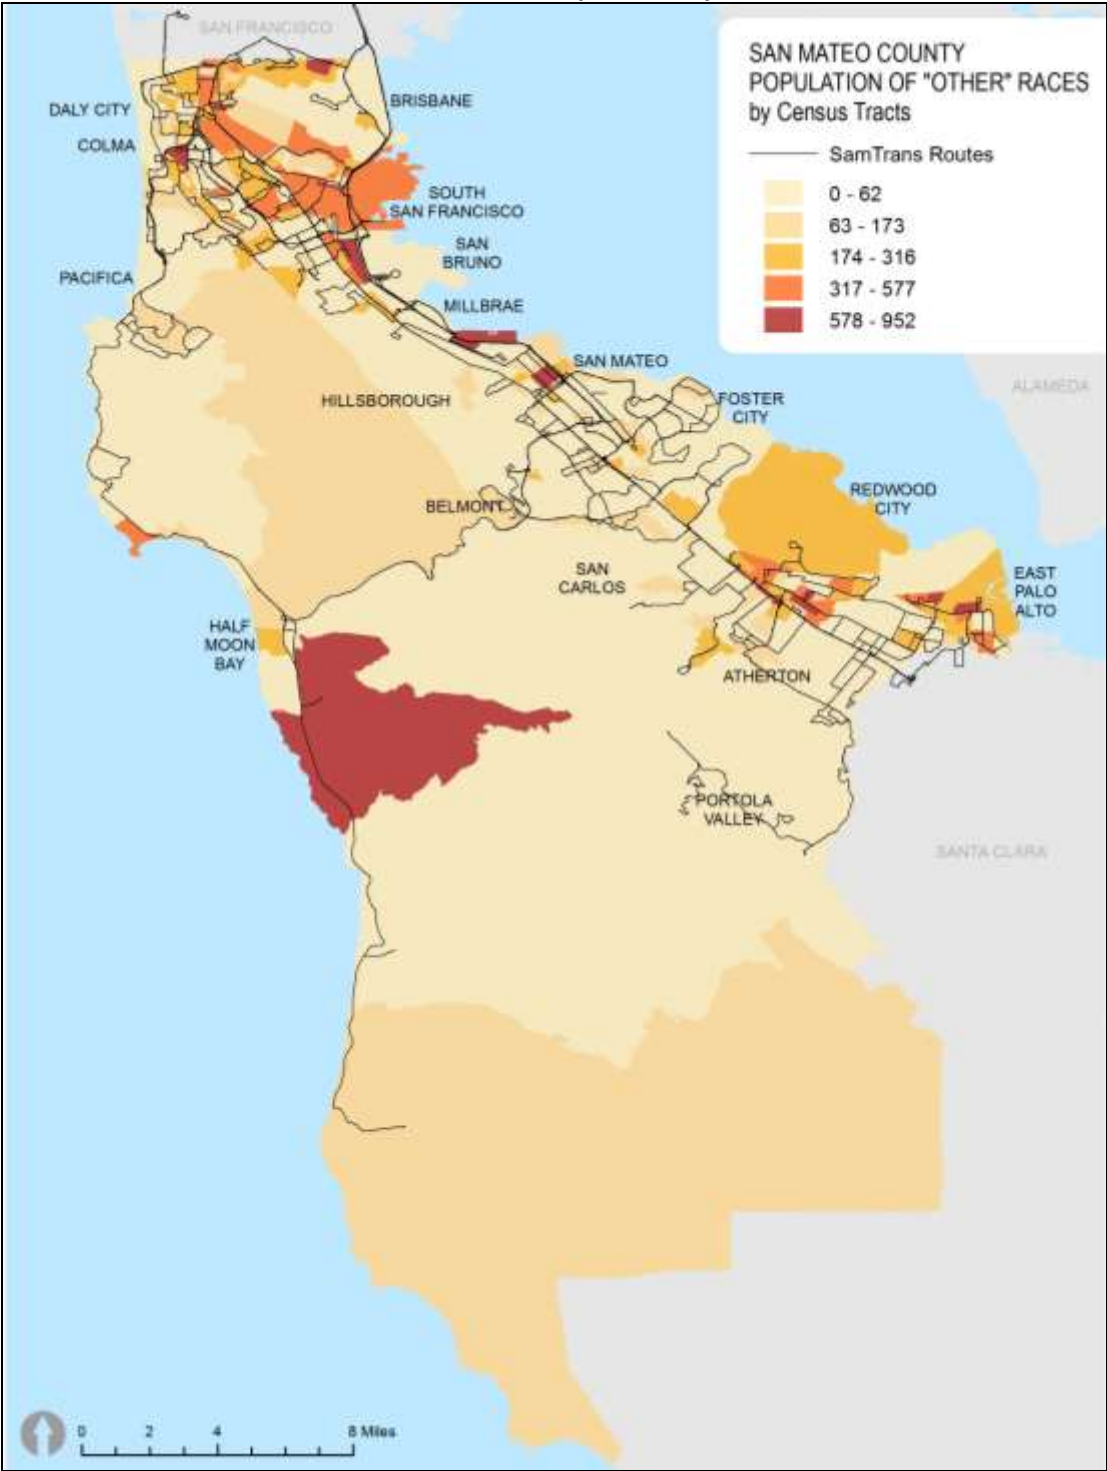 SAN FRANCISCO
SAN MATEO COUNTY
POPULATION OF "OTHER" RACES
by Census Tracts
SamTrans Routes
0 - 62
63 - 173
174 - 316
317 - 577
578 - 952
DALY CITY
BRISBANE
COLMA
SOUTH
SAN FRANCISCO
SAN
BRUNO
PACIFICA
MILLBRAE
SAN MATEO
ALAMEDA
HILLSBOROUGH
FOSTER
CITY
REDWOOD
CITY
BELMONT
SAN
CARLOS
EAST
PALO
ALTO
HALF
MOON
BAY
ATHERTON
PORTOLA
VALLEY
SANTA CLARA
0 2 4 8 Miles